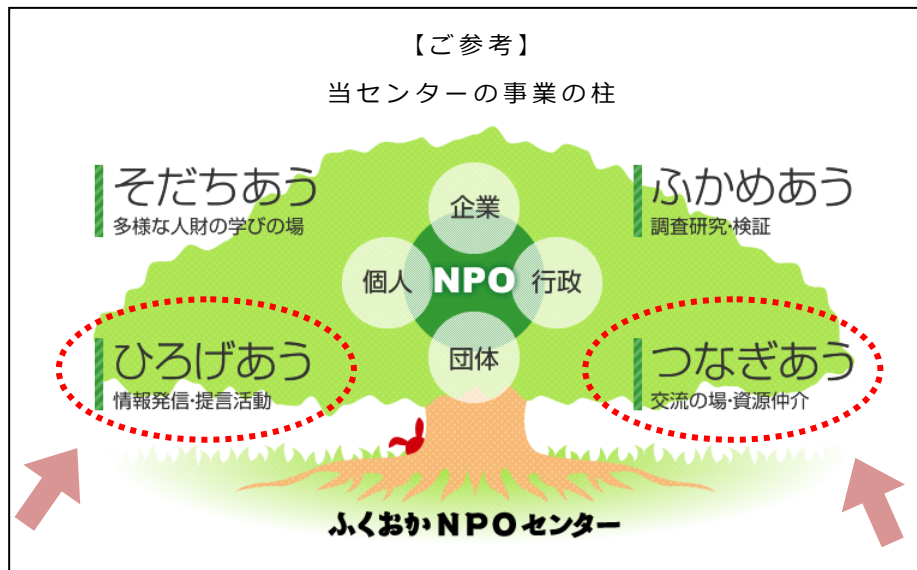 【ご参考】
当センターの事業の柱
そだちあう
多様な人財の学びの場
ふかめあう
調査研究・検証
企業
個人
NPO
行政
団体
ひろげあう
情報発信・提言活動
つなぎあう
交流の場・資源仲介
ふくおかNPOセンター